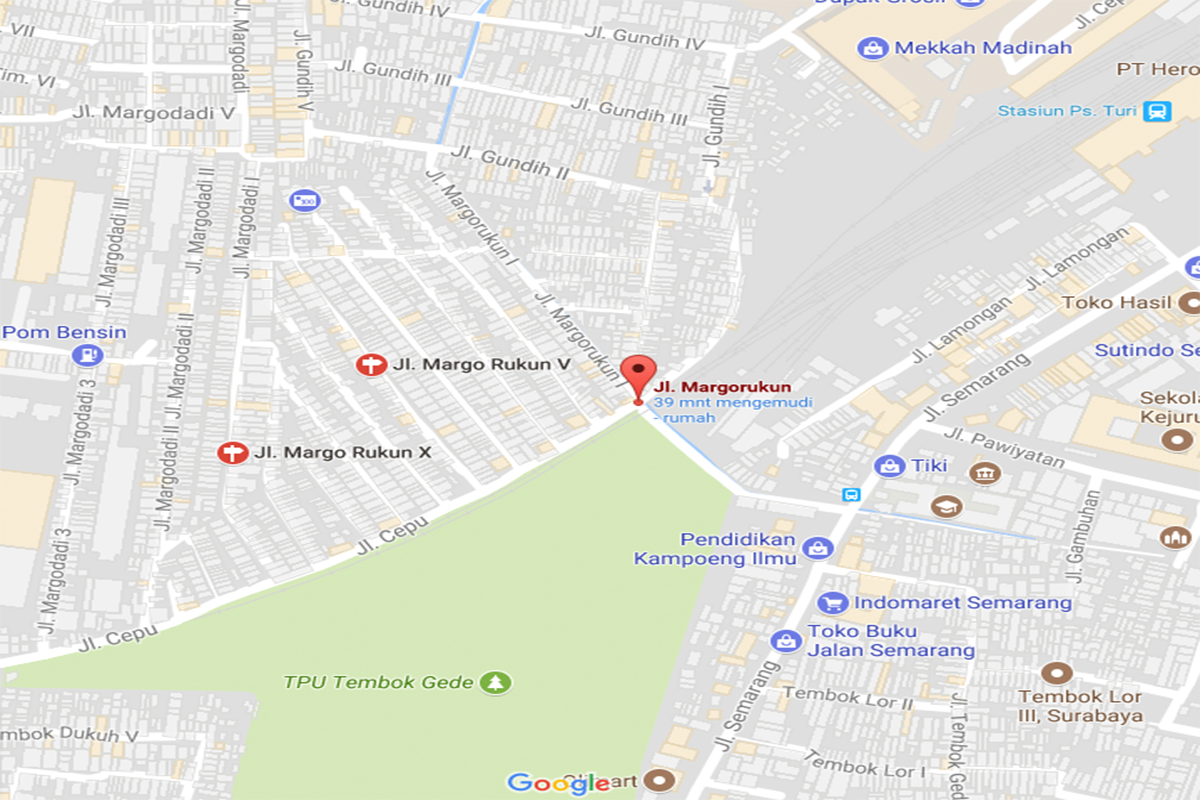 Dupak Grosir
Jl. Gundih IV
Jl. Gundih IV
Jl. Cepu
Mekkah Madinah
PT Hero
Jl. Margodadi
Jl. Gundih V
VII
Tim. VI
Jl. Gundih III
Jl. Gundih III
Jl. Gundih I
Stasiun Ps. Turi
Jl. Margodadi V
Jl. Gundih II
Jl. Margodadi III
Jl. Margodadi II
Jl. Margodadi I
Jl. Margorukun I
Jl. Margorukun I
Jl. Lamongan
Jl. Lamongan
Toko Hasil
Pom Bensin
Sutindo Se
Jl. Margo Rukun V
Jl. Margorukun
39 mnt mengemudi
- rumah
Jl. Semarang
Sekola
Kejuru
Jl. Margodadi 3
Jl. Margodadi II
Jl. Margodadi II
Jl. Margo Rukun X
Jl. Pawiyatan
Tiki
Jl. Cepu
Jl. Gambuhan
Pendidikan
Kampoeng Ilmu
Jl. Margodadi 3
Indomaret Semarang
Jl. Cepu
Toko Buku
Jalan Semarang
TPU Tembok Gede
Jl. Semarang
Tembok Lor II
Tembok Lor
III, Surabaya
Jl. Tembok Ged
mbok Dukuh V
Tembok Lor I
Google
art